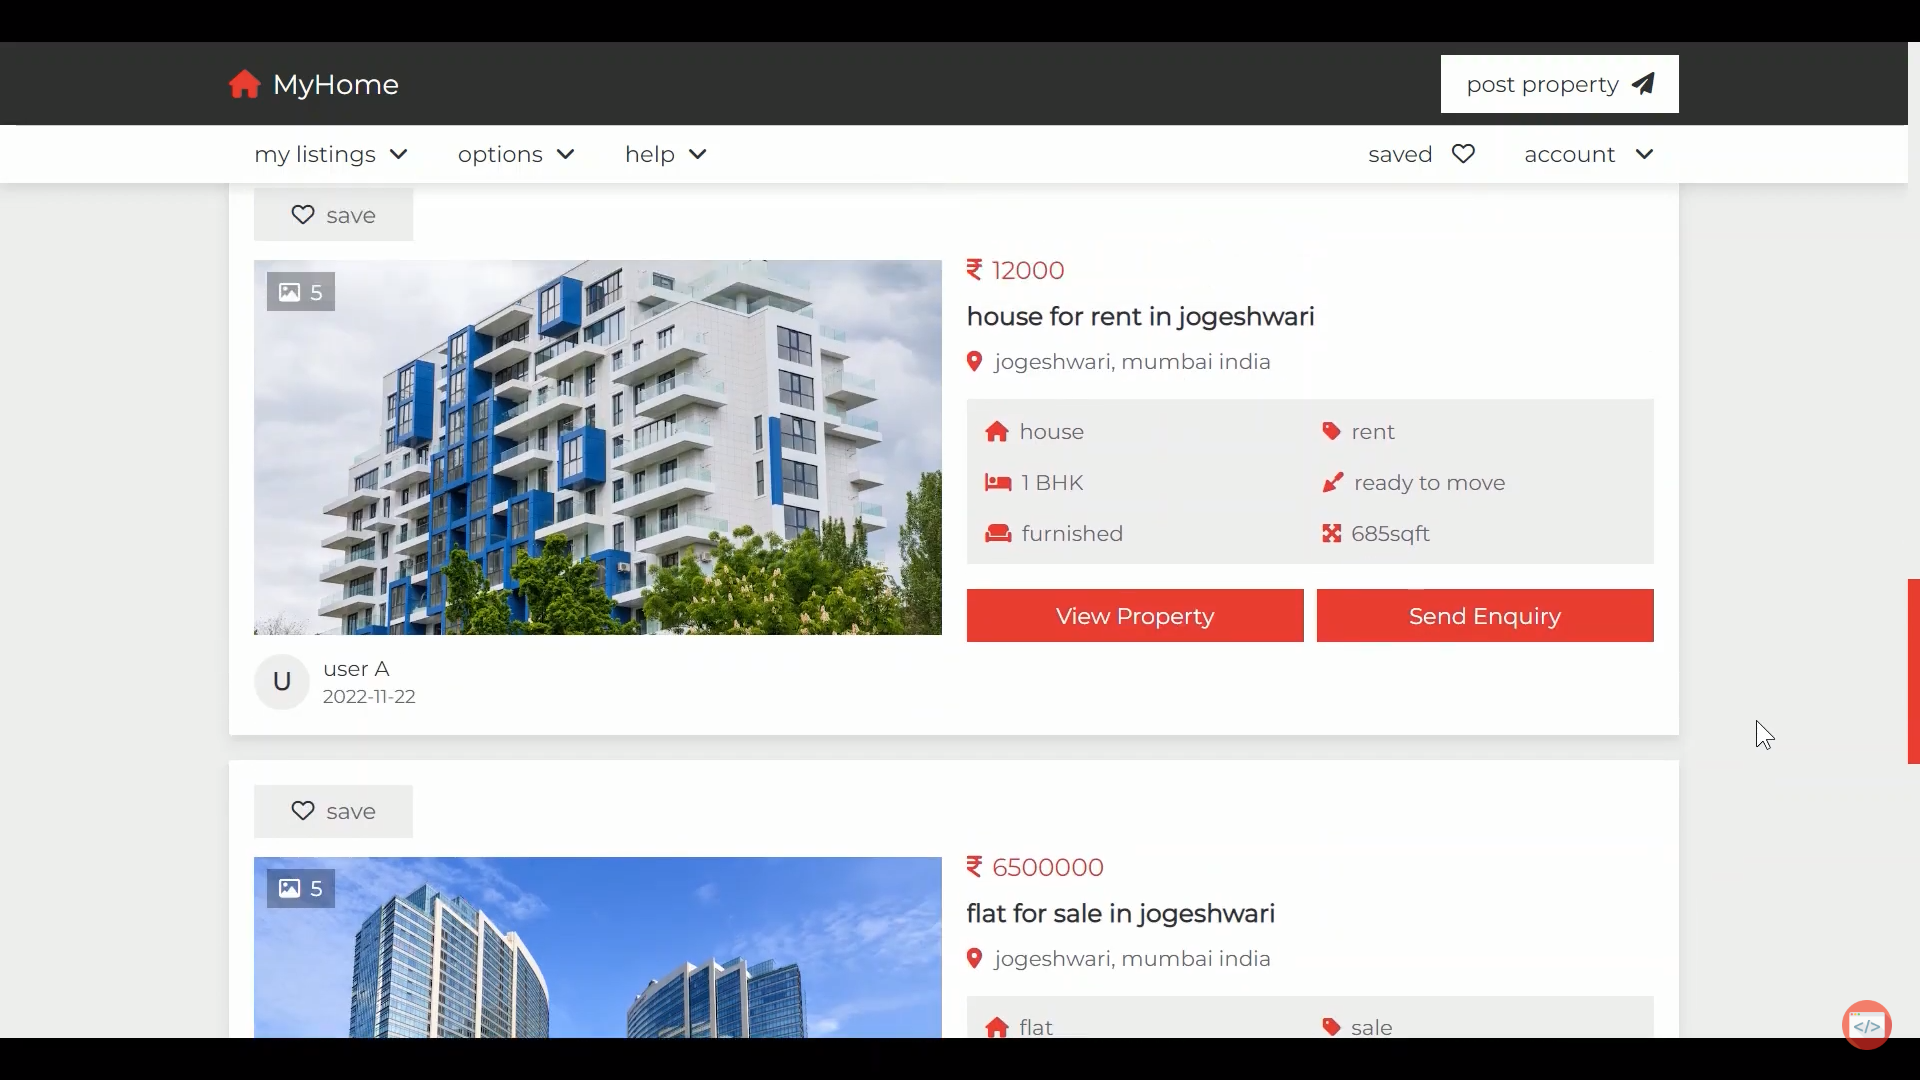 MyHome
post property
my listings
options
help
saved
account
save
5
₹ 12000
house for rent in jogeshwari
jogeshwari, mumbai india
house
rent
1 BHK
ready to move
furnished
685sqft
View Property
Send Enquiry
U
user A
2022-11-22
save
5
₹ 6500000
flat for sale in jogeshwari
jogeshwari, mumbai india
flat
sale
</>